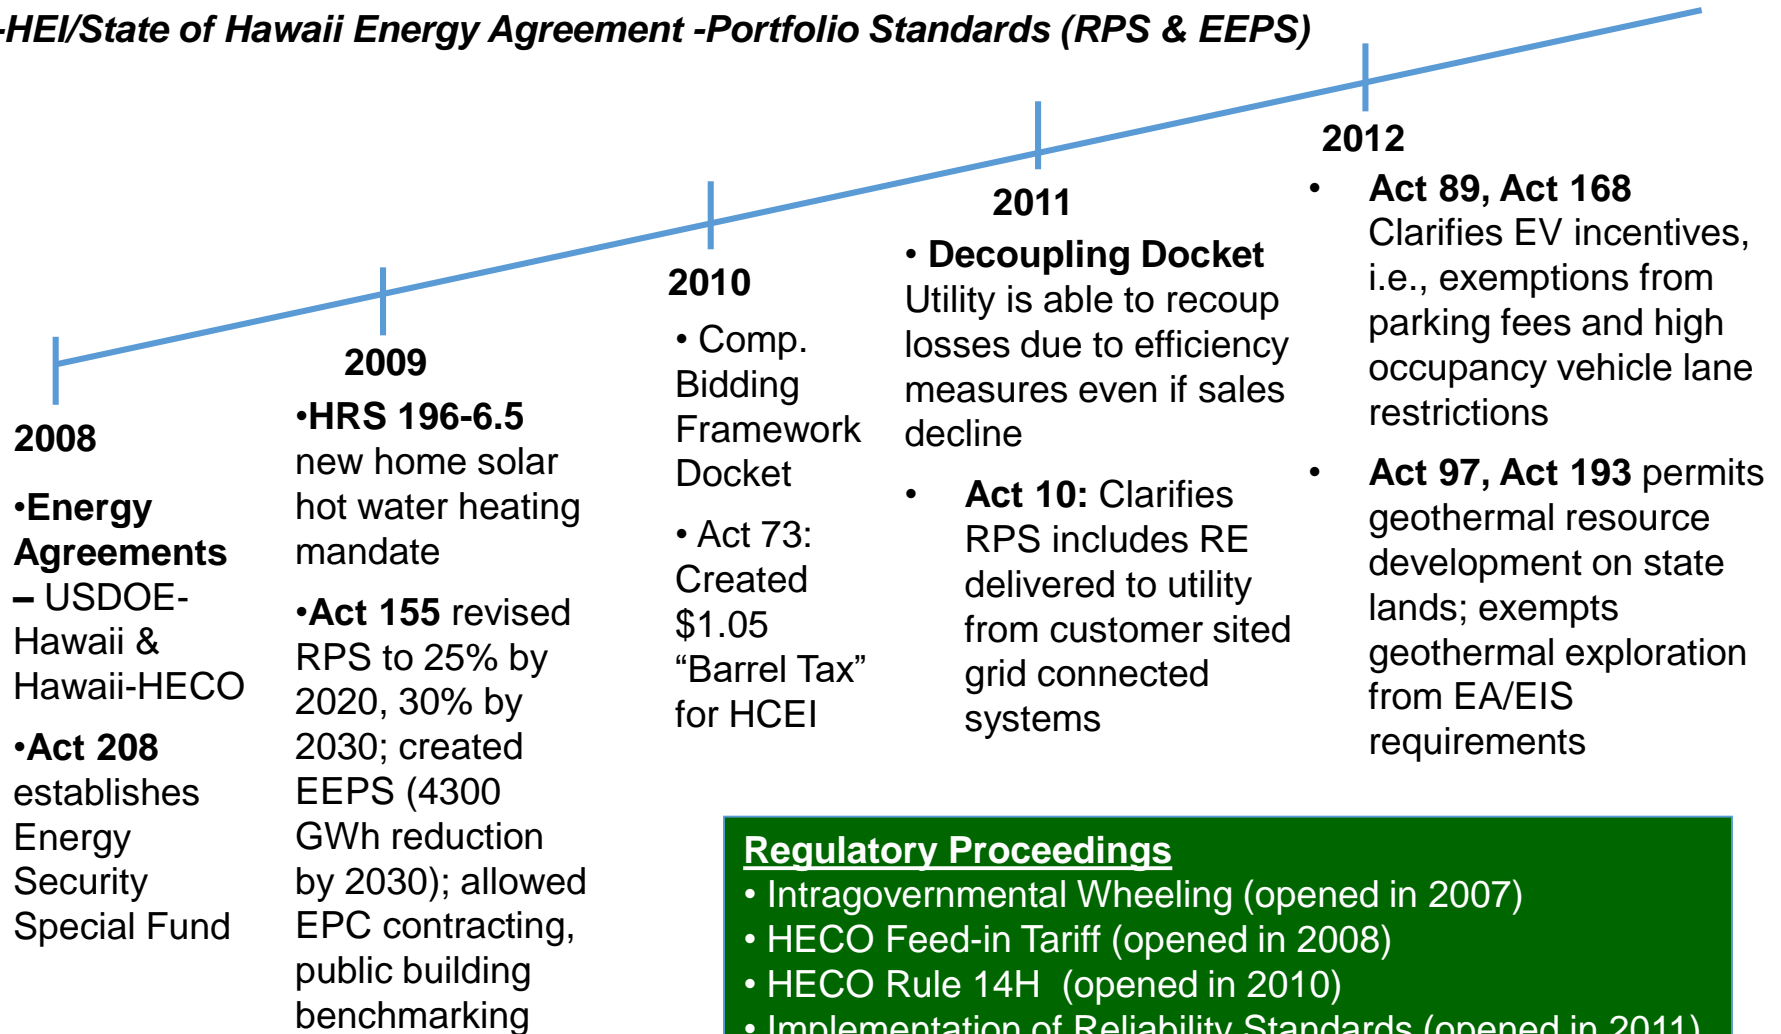 -HEI/State of Hawaii Energy Agreement -Portfolio Standards (RPS & EEPS)
2008
•Energy
Agreements
– USDOE-
Hawaii &
Hawaii-HECO
•Act 208
establishes
Energy
Security
Special Fund
2009
•HRS 196-6.5
new home solar
hot water heating
mandate
•Act 155 revised
RPS to 25% by
2020, 30% by
2030; created
EEPS (4300
GWh reduction
by 2030); allowed
EPC contracting,
public building
benchmarking
2010
• Comp.
Bidding
Framework
Docket
• Act 73:
Created
$1.05
“Barrel Tax”
for HCEI
2011
• Decoupling Docket
Utility is able to recoup
losses due to efficiency
measures even if sales
decline
• Act 10: Clarifies
RPS includes RE
delivered to utility
from customer sited
grid connected
systems
2012
• Act 89, Act 168
Clarifies EV incentives,
i.e., exemptions from
parking fees and high
occupancy vehicle lane
restrictions
• Act 97, Act 193 permits
geothermal resource
development on state
lands; exempts
geothermal exploration
from EA/EIS
requirements
Regulatory Proceedings
• Intragovernmental Wheeling (opened in 2007)
• HECO Feed-in Tariff (opened in 2008)
• HECO Rule 14H (opened in 2010)
• Implementation of Reliability Standards (opened in 2011)